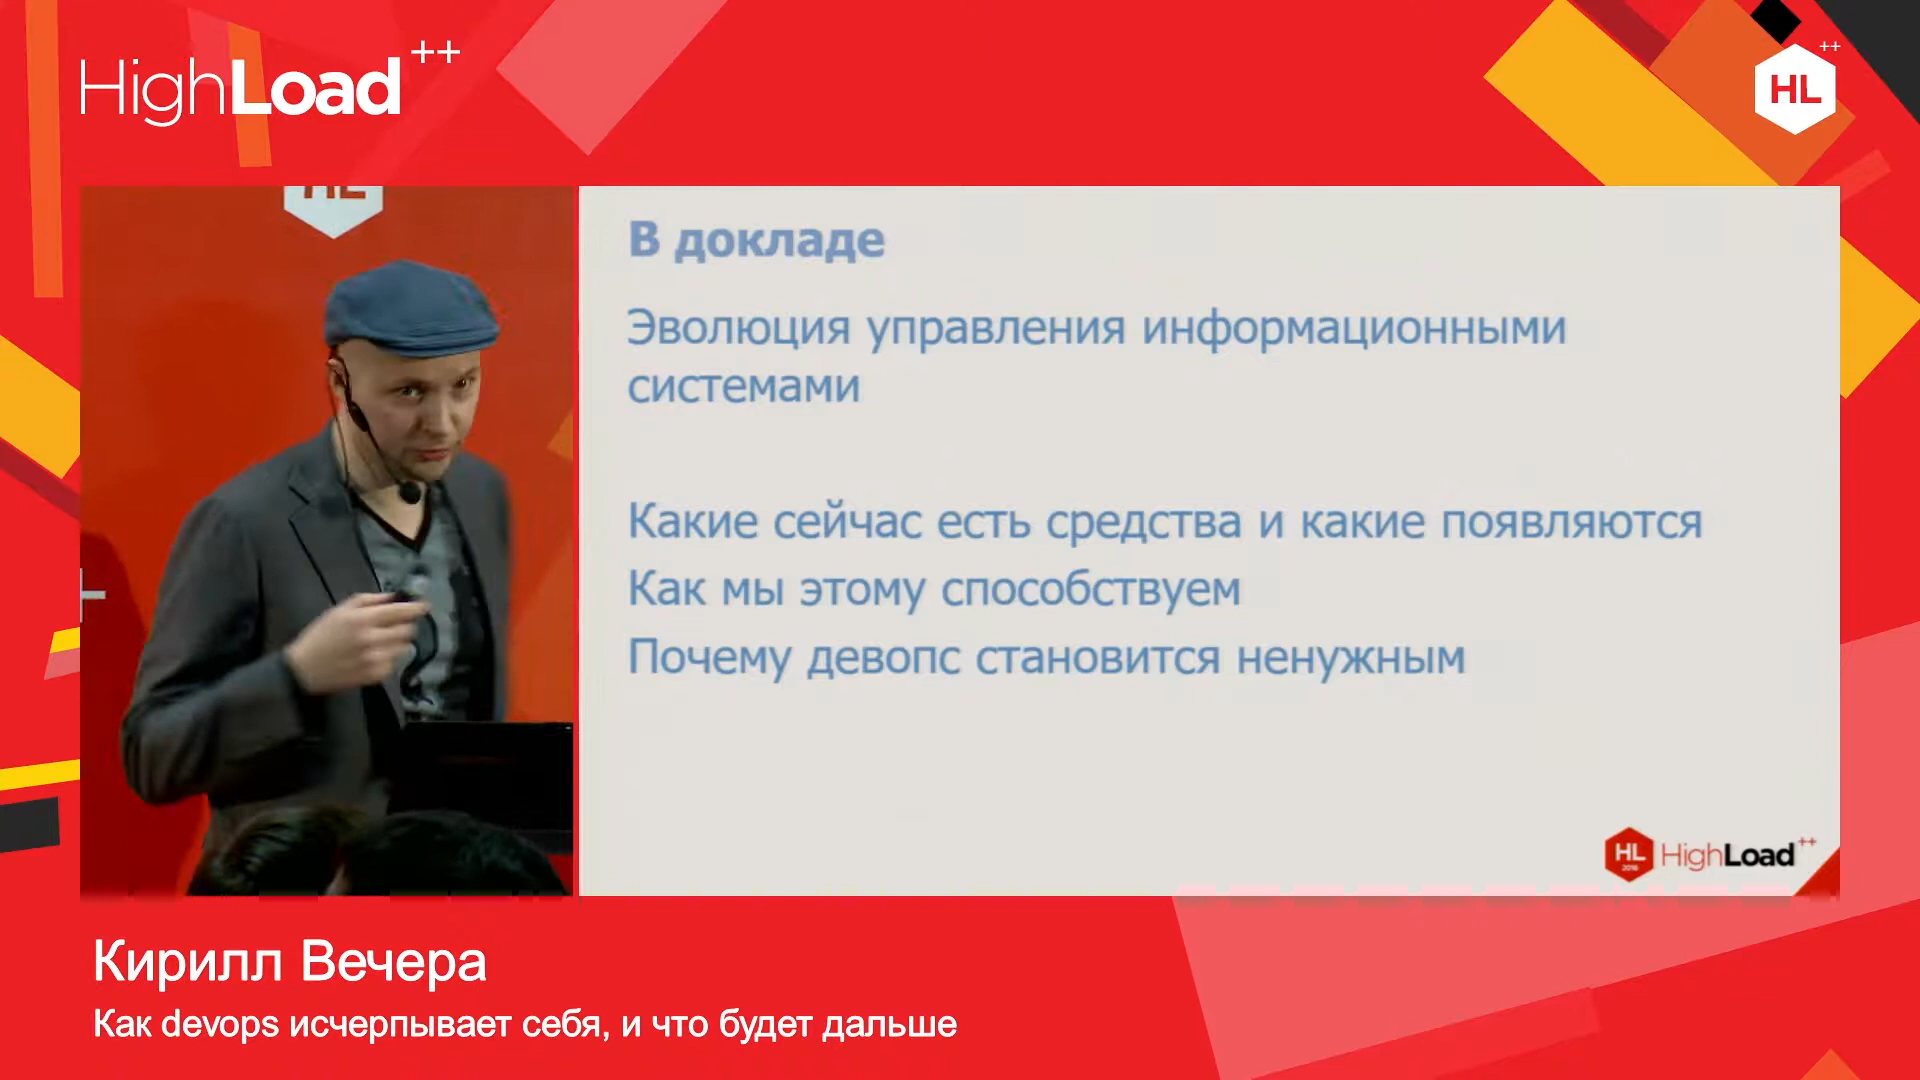 HighLoad++
HL++
HL
В докладе
Эволюция управления информационными
системами
Какие сейчас есть средства и какие появляются
Как мы этому способствуем
Почему девопс становится ненужным
HL
HighLoad++
Кирилл Вечера
Как devops исчерпывает себя, и что будет дальше